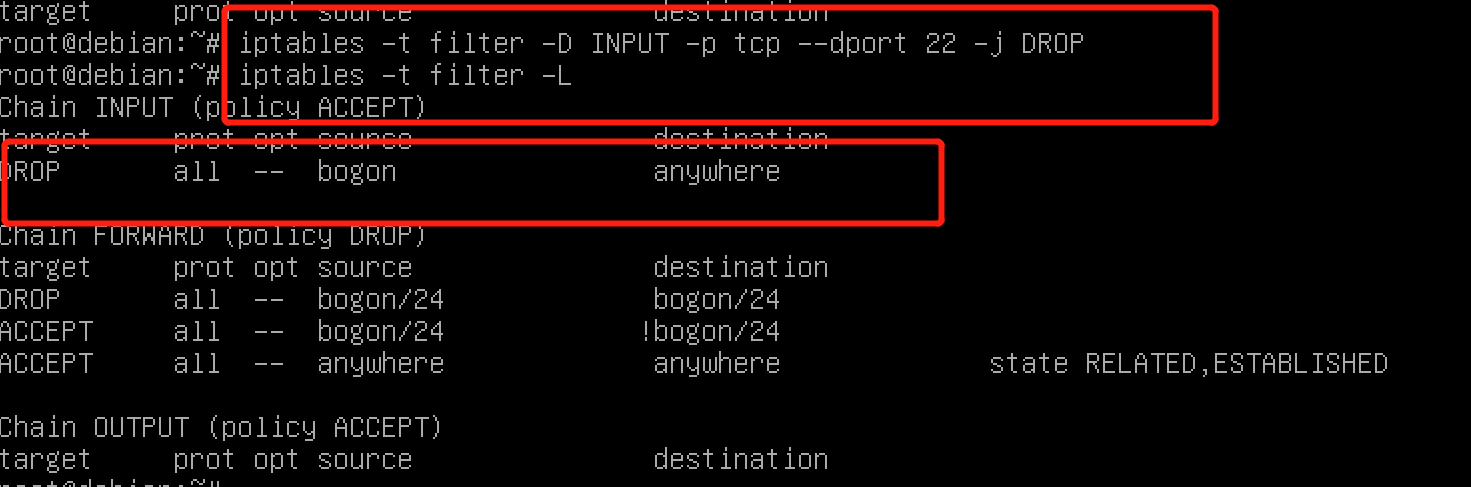 target     prot opt source               destination
root@debian:~# iptables -t filter -D INPUT -p tcp --dport 22 -j DROP
root@debian:~# iptables -t filter -L
Chain INPUT (policy ACCEPT)
target     prot opt source               destination
DROP       all  --  bogon                anywhere
Chain FORWARD (policy DROP)
target     prot opt source               destination
DROP       all  --  bogon/24             bogon/24
ACCEPT     all  --  bogon/24            !bogon/24
ACCEPT     all  --  anywhere             anywhere             state RELATED,ESTABLISHED
Chain OUTPUT (policy ACCEPT)
target     prot opt source               destination
root@debian:~#